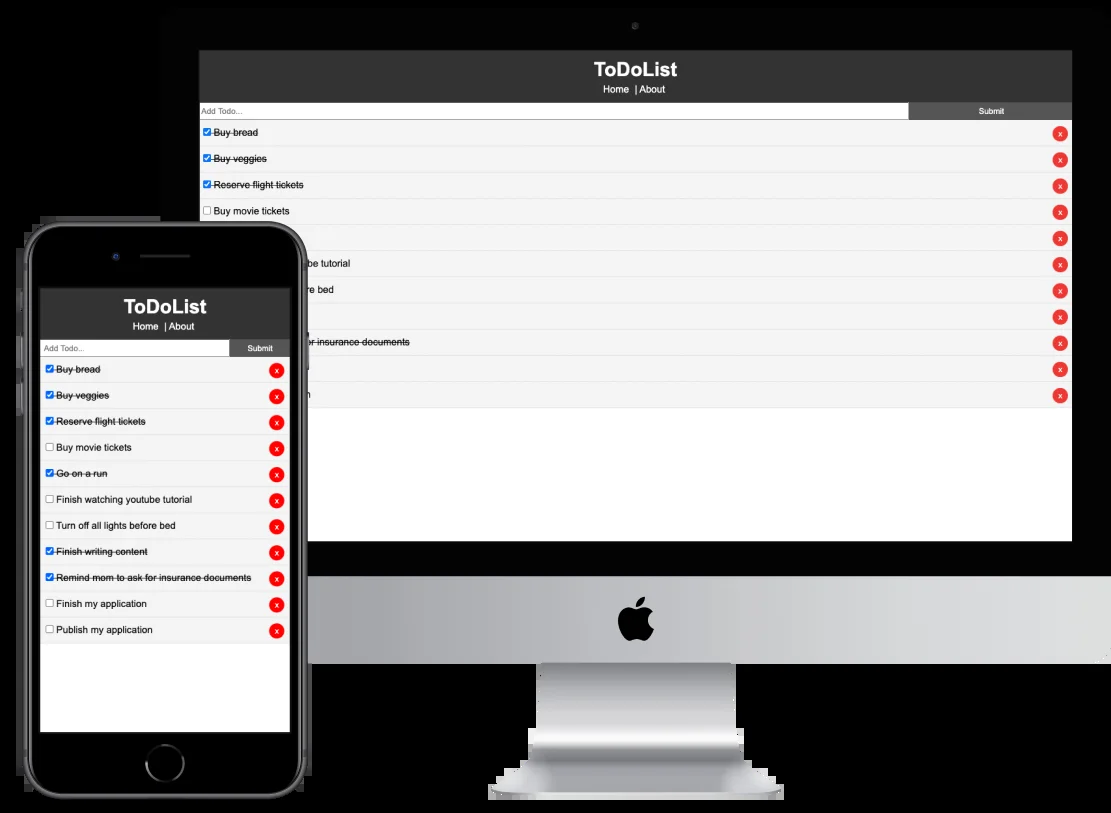 ToDoList
Home | About
Add Todo...
Submit
Buy bread
x
Buy veggies
x
Reserve flight tickets
x
Buy movie tickets
x
x
be tutorial
x
re bed
x
x
or insurance documents
x
x
n
x
ToDoList
Home | About
Add Todo...
Submit
Buy bread
x
Buy veggies
x
Reserve flight tickets
x
Buy movie tickets
x
Go on a run
x
Finish watching youtube tutorial
x
Turn off all lights before bed
x
Finish writing content
x
Remind mom to ask for insurance documents
x
Finish my application
x
Publish my application
x